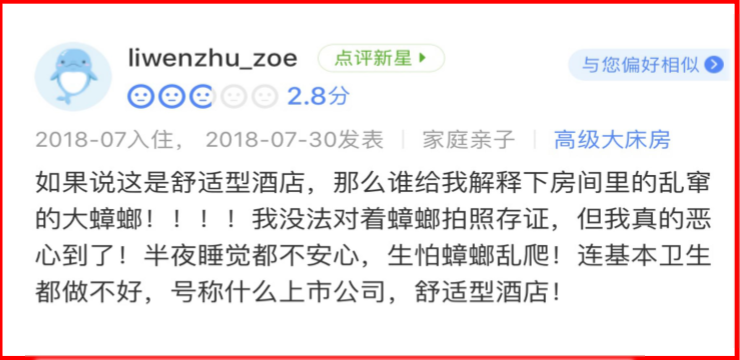 liwenzhu_zoe 点评新星 与您偏好相似
2.8分
2018-07入住， 2018-07-30发表 家庭亲子 高级大床房
如果说这是舒适型酒店，那么谁给我解释下房间里的乱窜
的大蟑螂！！！！我没法对着蟑螂拍照存证，但我真的恶
心到了！半夜睡觉都不安心，生怕蟑螂乱爬！连基本卫生
都做不好，号称什么上市公司，舒适型酒店！